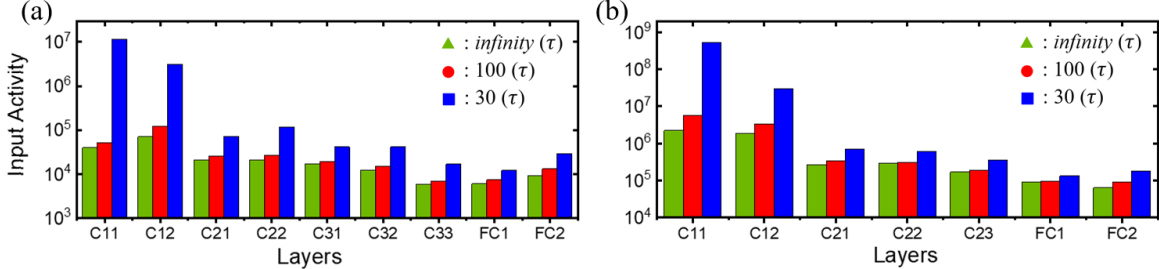 (a)
Input Activity
10^7
10^6
10^5
10^4
10^3
: infinity (τ)
: 100 (τ)
: 30 (τ)
C11 C12 C21 C22 C31 C32 C33 FC1 FC2
Layers
(b)
10^9
10^8
10^7
10^6
10^5
10^4
: infinity (τ)
: 100 (τ)
: 30 (τ)
C11 C12 C21 C22 C23 FC1 FC2
Layers